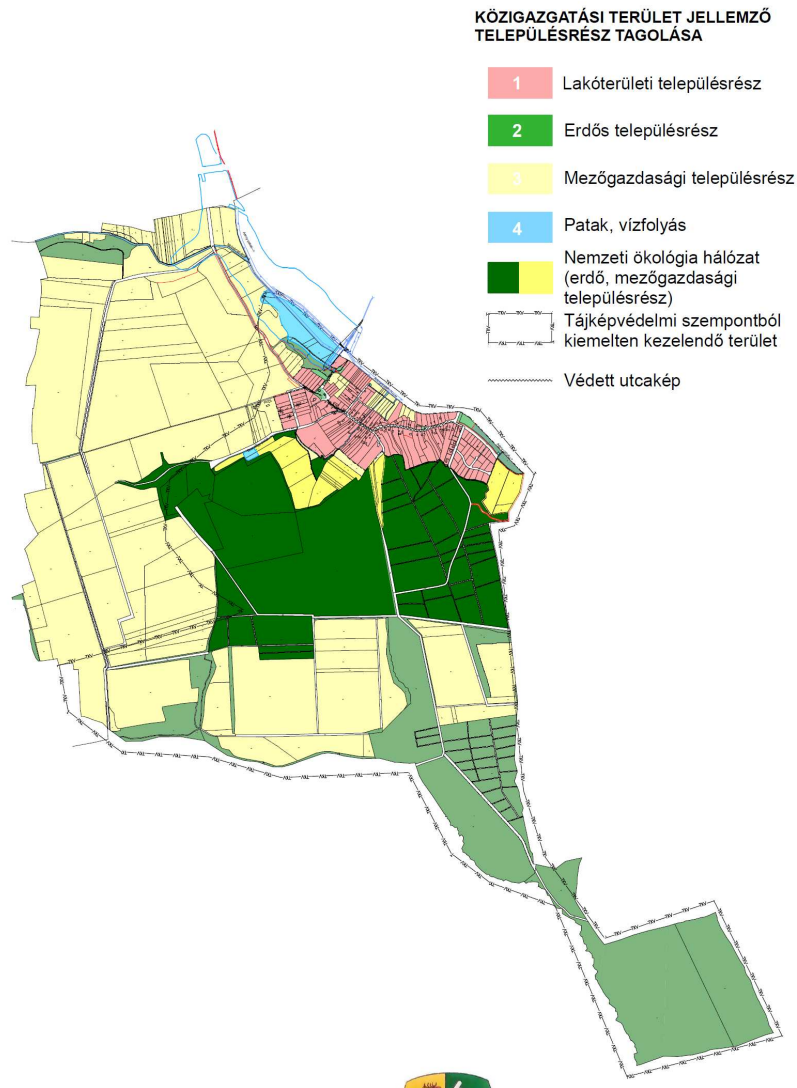 KÖZIGAZGATÁSI TERÜLET JELLEMZŐ
TELEPÜLÉSRÉSZ TAGOLÁSA
1 Lakóterületi településrész
2 Erdős településrész
3 Mezőgazdasági településrész
4 Patak, vízfolyás
Nemzeti ökológia hálózat
(erdő, mezőgazdasági
településrész)
Tájképvédelmi szempontból
kiemelten kezelendő terület
Védett utcakép